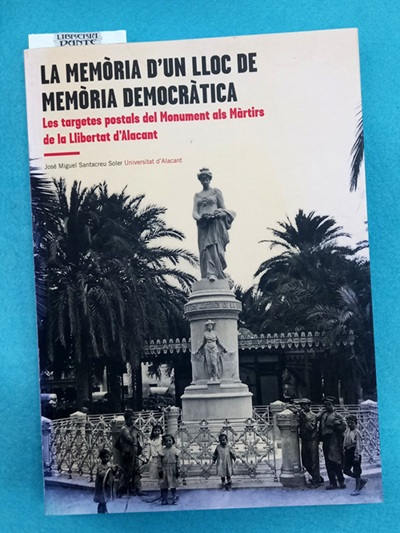 LIBRERIA
DANTE
LA MEMÒRIA D'UN LLOC DE
MEMÒRIA DEMOCRÀTICA
Les targetes postals del Monument als Màrtirs
de la Llibertat d'Alacant
José Miguel Santacreu Soler Universitat d'Alacant